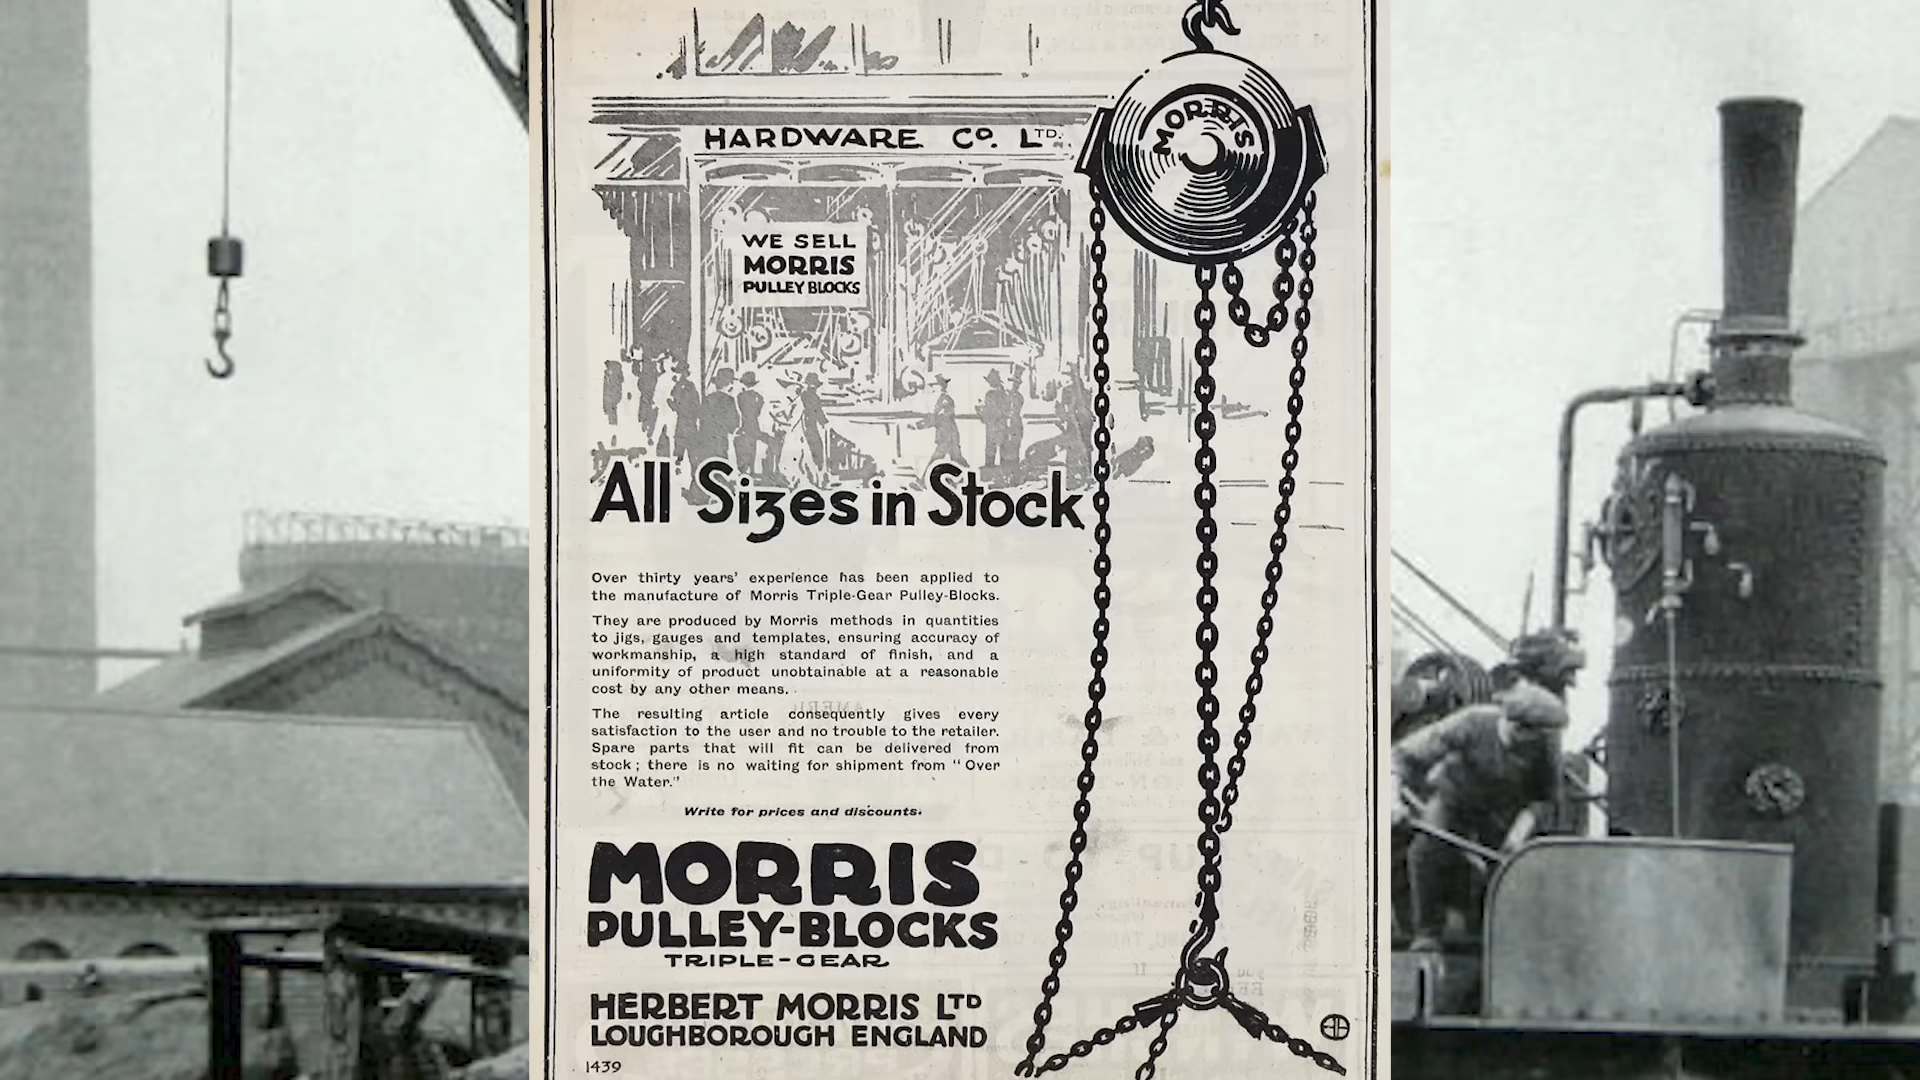 HARDWARE Co. LTD.
MORRIS
WE SELL
MORRIS
PULLEY BLOCKS
All Sizes in Stock
Over thirty years' experience has been applied to
the manufacture of Morris Triple-Gear Pulley-Blocks.
They are produced by Morris methods in quantities
to jigs, gauges and templates, ensuring accuracy of
workmanship, a high standard of finish, and a
uniformity of product unobtainable at a reasonable
cost by any other means.
The resulting article consequently gives every
satisfaction to the user and no trouble to the retailer.
Spare parts that will fit can be delivered from
stock; there is no waiting for shipment from "Over
the Water."
Write for prices and discounts.
MORRIS
PULLEY-BLOCKS
TRIPLE-GEAR
HERBERT MORRIS LTD
LOUGHBOROUGH ENGLAND
1439